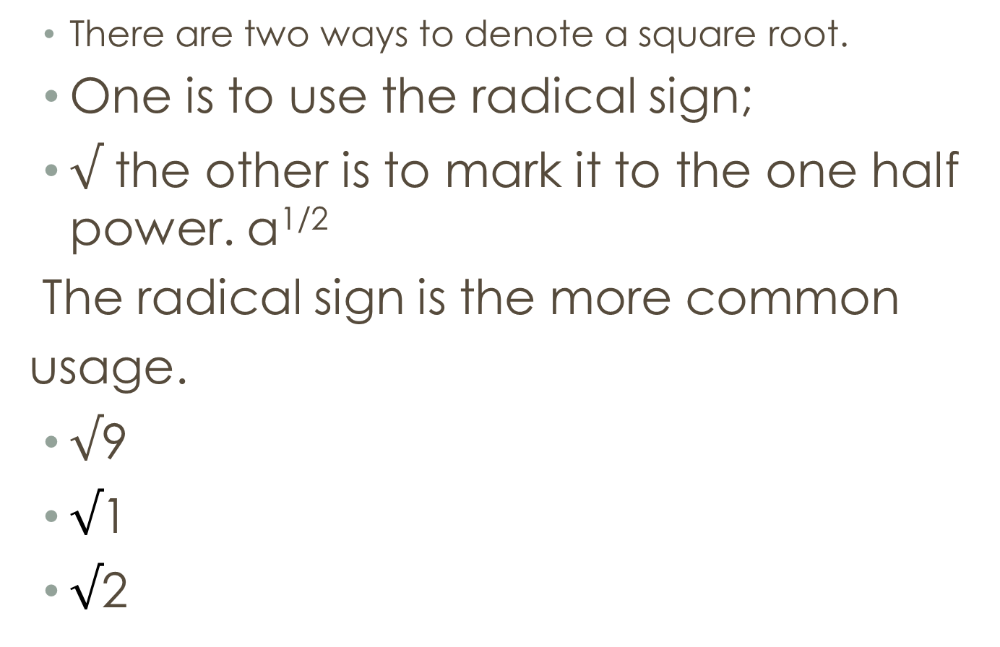 • There are two ways to denote a square root.
• One is to use the radical sign;
• √ the other is to mark it to the one half
power. a^1/2
The radical sign is the more common
usage.
• √9
• √1
• √2